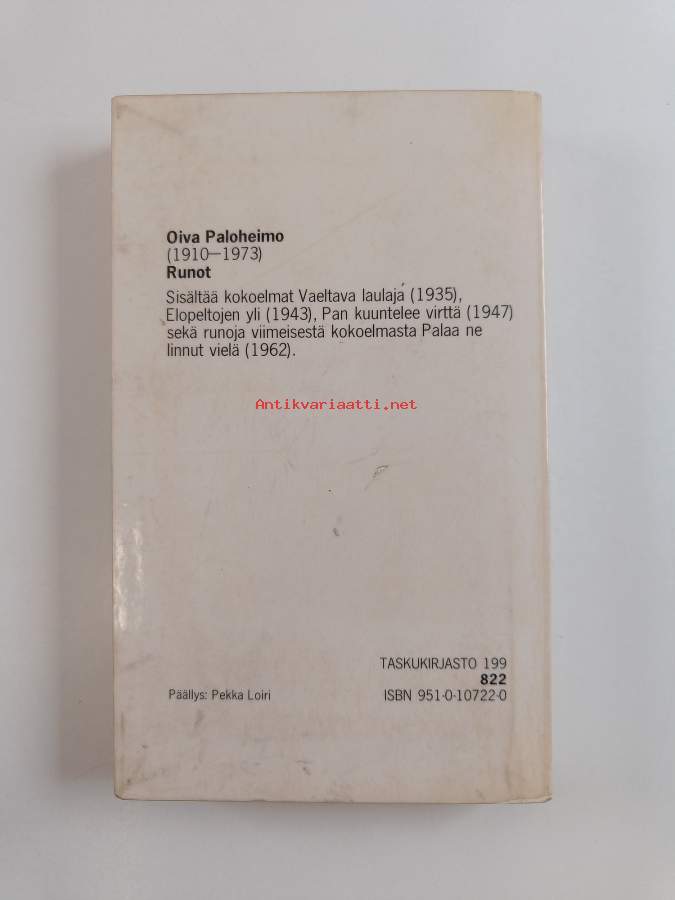 Oiva Paloheimo
(1910—1973)
Runot
Sisältää kokoelmat Vaeltava laulaja (1935),
Elopeltojen yli (1943), Pan kuuntelee virttä (1947)
sekä runoja viimeisestä kokoelmasta Palaa ne
linnut vielä (1962).
Antikvariaatti.net
TASKUKIRJASTO 199
822
Päällys: Pekka Loiri
ISBN 951-0-10722-0